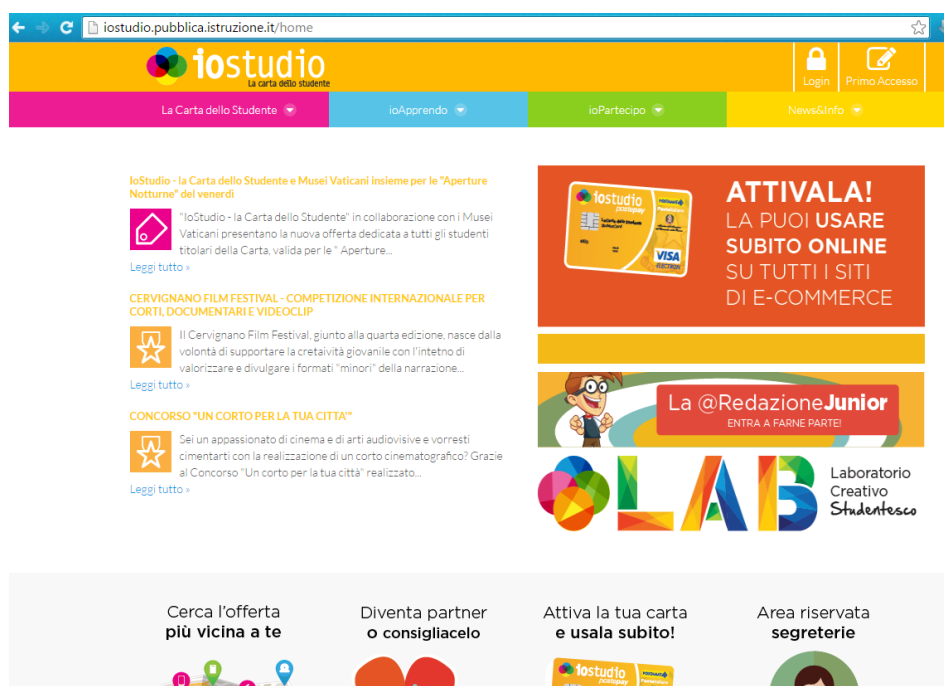 iostudio.pubblica.istruzione.it/home
iostudio
La carta dello studente
Login
Primo Accesso
La Carta dello Studente
ioApprendo
ioPartecipo
News&Info
IoStudio - la Carta dello Studente e Musei Vaticani insieme per le "Aperture
Notturne" del venerdì
"IoStudio - la Carta dello Studente" in collaborazione con i Musei
Vaticani presentano la nuova offerta dedicata a tutti gli studenti
titolari della Carta, valida per le " Aperture...
Leggi tutto »
CERVIGNANO FILM FESTIVAL - COMPETIZIONE INTERNAZIONALE PER
CORTI, DOCUMENTARI E VIDEOCLIP
Il Cervignano Film Festival, giunto alla quarta edizione, nasce dalla
volontà di supportare la cretaività giovanile con l'intetno di
valorizzare e divulgare i formati "minori" della narrazione...
Leggi tutto »
CONCORSO "UN CORTO PER LA TUA CITTA'"
Sei un appassionato di cinema e di arti audiovisive e vorresti
cimentarti con la realizzazione di un corto cinematografico? Grazie
al Concorso "Un corto per la tua città" realizzato...
Leggi tutto »
iostudio
postepay
VISA
ELECTRON
ATTIVALA!
LA PUOI USARE
SUBITO ONLINE
SU TUTTI I SITI
DI E-COMMERCE
La @RedazioneJunior
ENTRA A FARNE PARTE!
LAB
Laboratorio
Creativo
Studentesco
Cerca l'offerta
più vicina a te
Diventa partner
o consigliacelo
Attiva la tua carta
e usala subito!
Area riservata
segreterie
iostudio
postepay